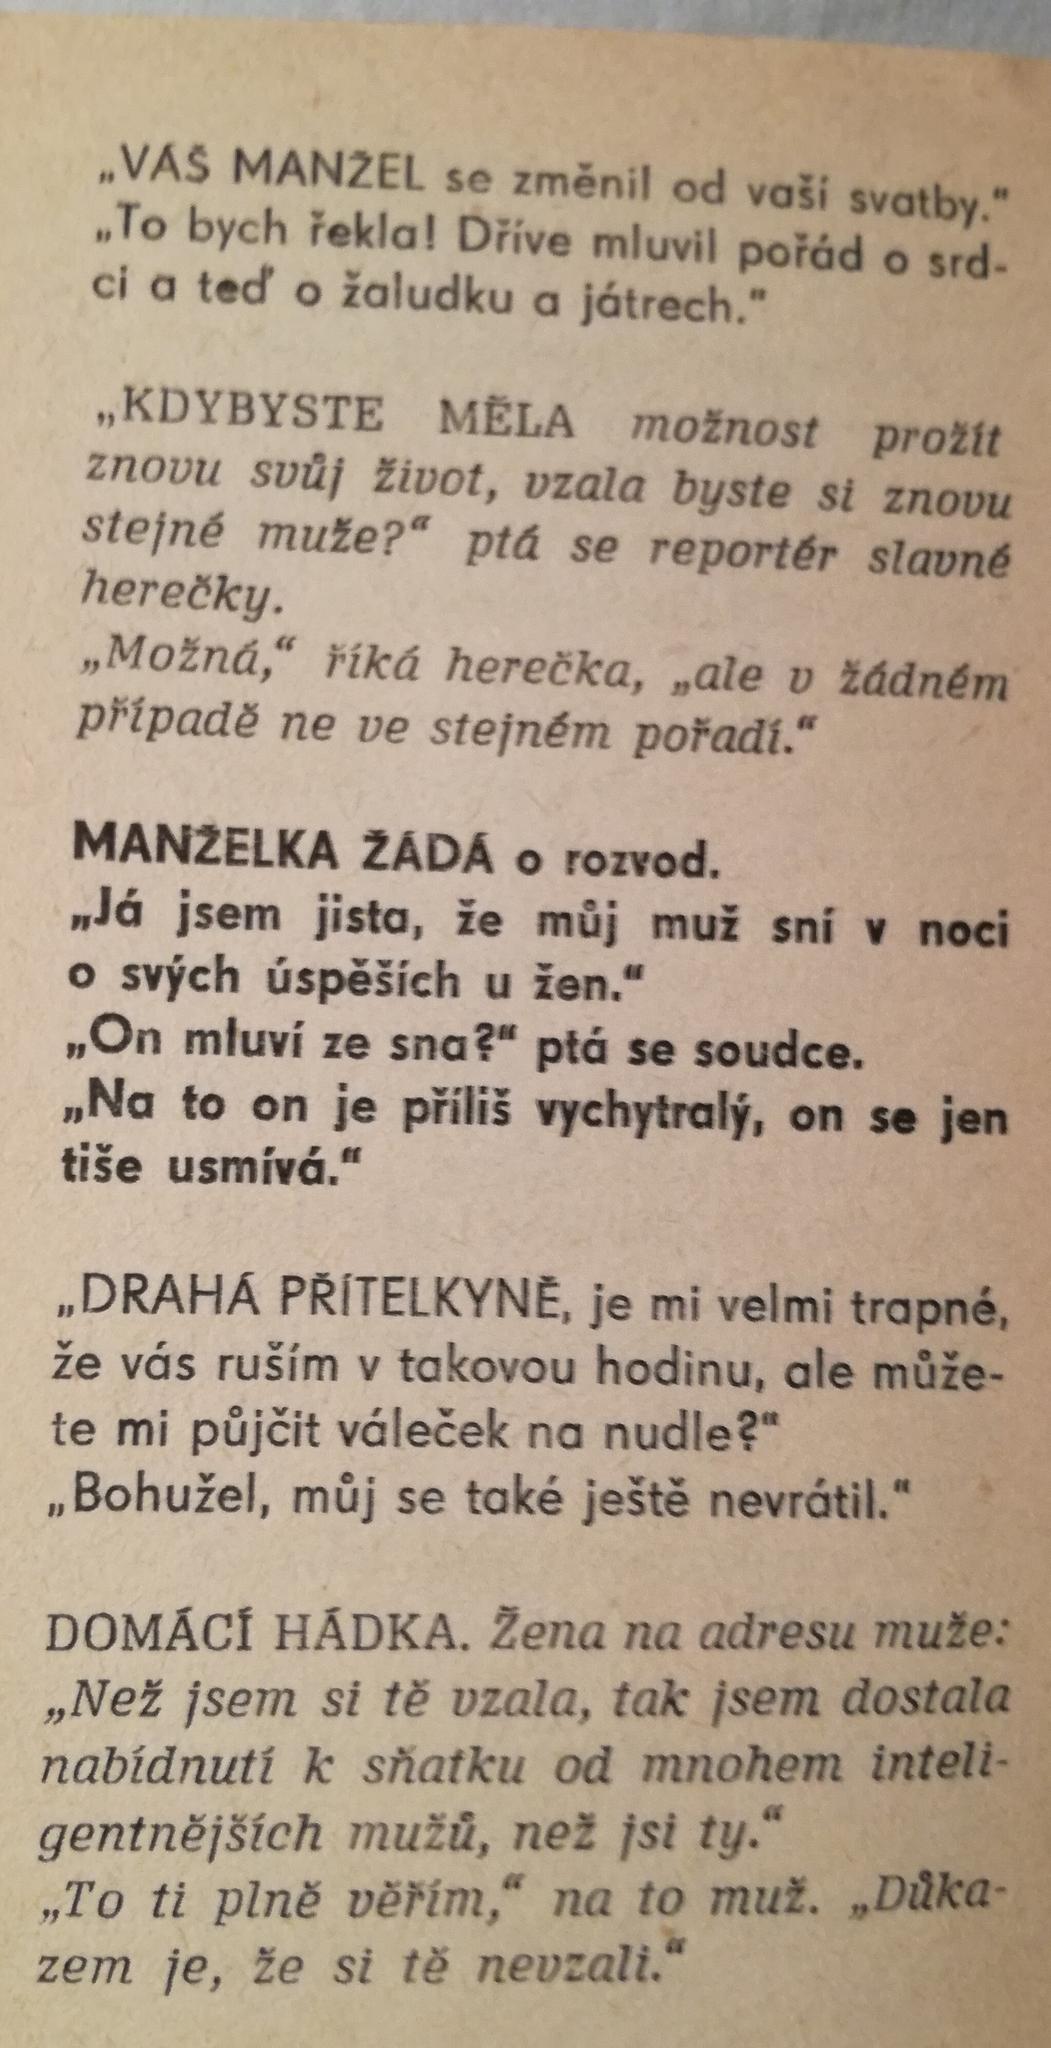 „VÁŠ MANŽEL se změnil od vaší svatby.“
„To bych řekla! Dříve mluvil pořád o srd-
ci a teď o žaludku a játrech.“
„KDYBYSTE MĚLA možnost prožít
znovu svůj život, vzala byste si znovu
stejné muže?“ ptá se reportér slavné
herečky.
„Možná,“ říká herečka, „ale v žádném
případě ne ve stejném pořadí.“
MANŽELKA ŽÁDÁ o rozvod.
„Já jsem jista, že můj muž sní v noci
o svých úspěších u žen.“
„On mluví ze sna?“ ptá se soudce.
„Na to on je příliš vychytralý, on se jen
tiše usmívá.“
„DRAHÁ PŘÍTELKYNĚ, je mi velmi trapné,
že vás ruším v takovou hodinu, ale může-
te mi půjčit váleček na nudle?“
„Bohužel, můj se také ještě nevrátil.“
DOMÁCÍ HÁDKA. Žena na adresu muže:
„Než jsem si tě vzala, tak jsem dostala
nabídnutí k sňatku od mnohem inteli-
gentnějších mužů, než jsi ty.“
„To ti plně věřím,“ na to muž. „Důka-
zem je, že si tě nevzali.“